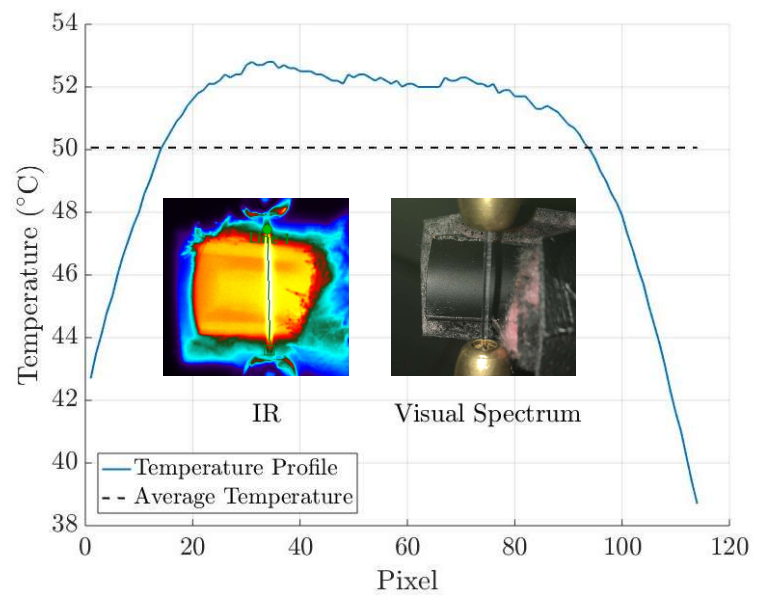 54
52
50
48
46
44
42
40
38
Temperature (°C)
IR
Visual Spectrum
Temperature Profile
Average Temperature
0 20 40 60 80 100 120
Pixel